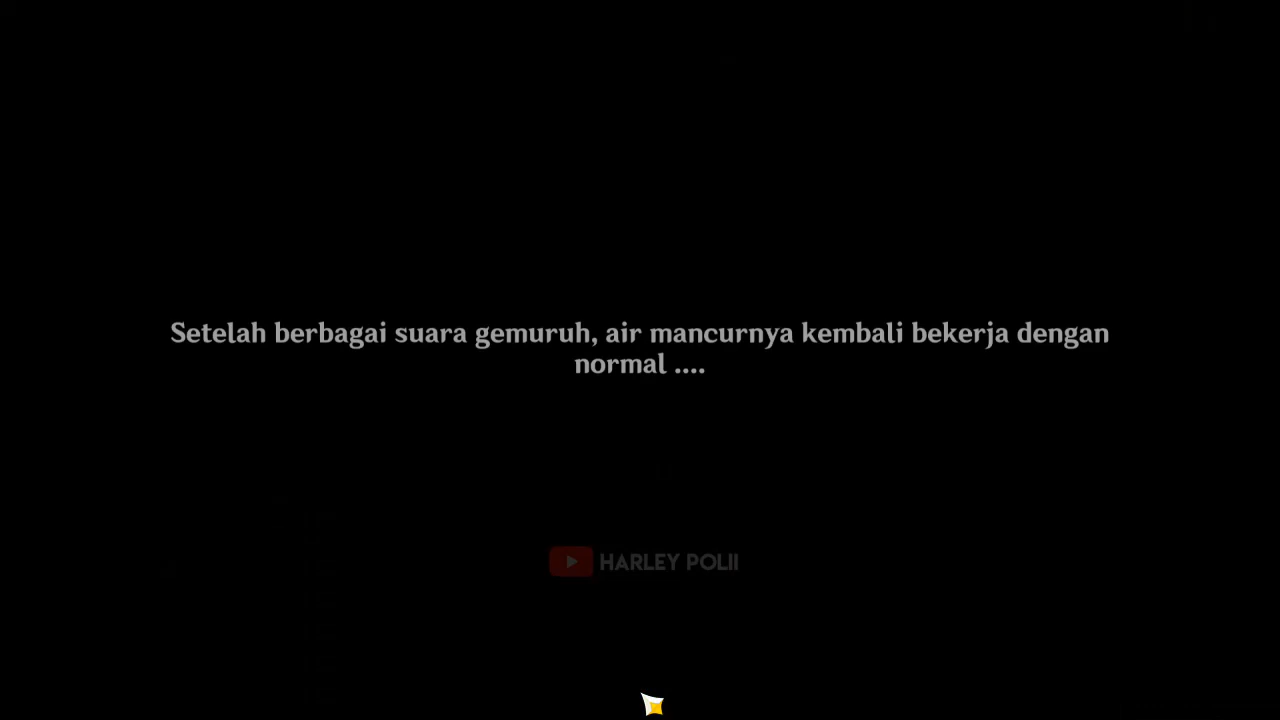 Setelah berbagai suara gemuruh, air mancurnya kembali bekerja dengan
normal ....
HARLEY POLII